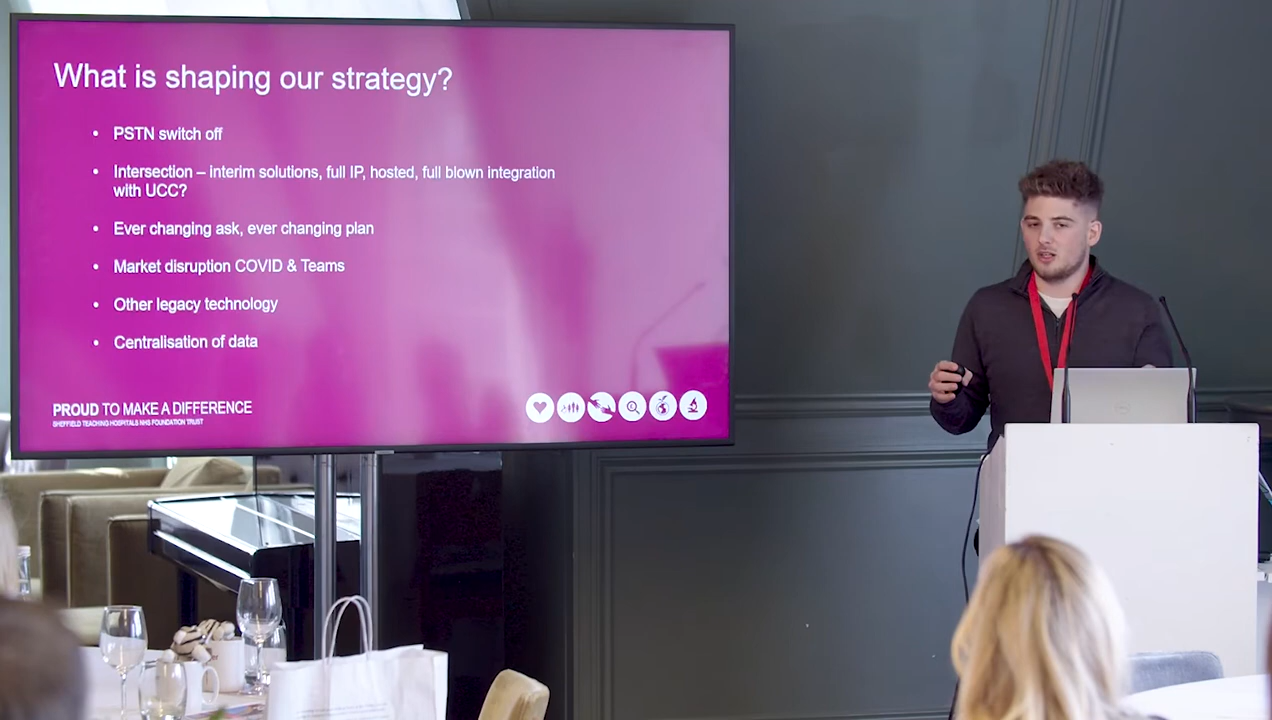 What is shaping our strategy?
• PSTN switch off
• Intersection – interim solutions, full IP, hosted, full blown integration
with UCC?
• Ever changing ask, ever changing plan
• Market disruption COVID & Teams
• Other legacy technology
• Centralisation of data
PROUD TO MAKE A DIFFERENCE
SHEFFIELD TEACHING HOSPITALS NHS FOUNDATION TRUST